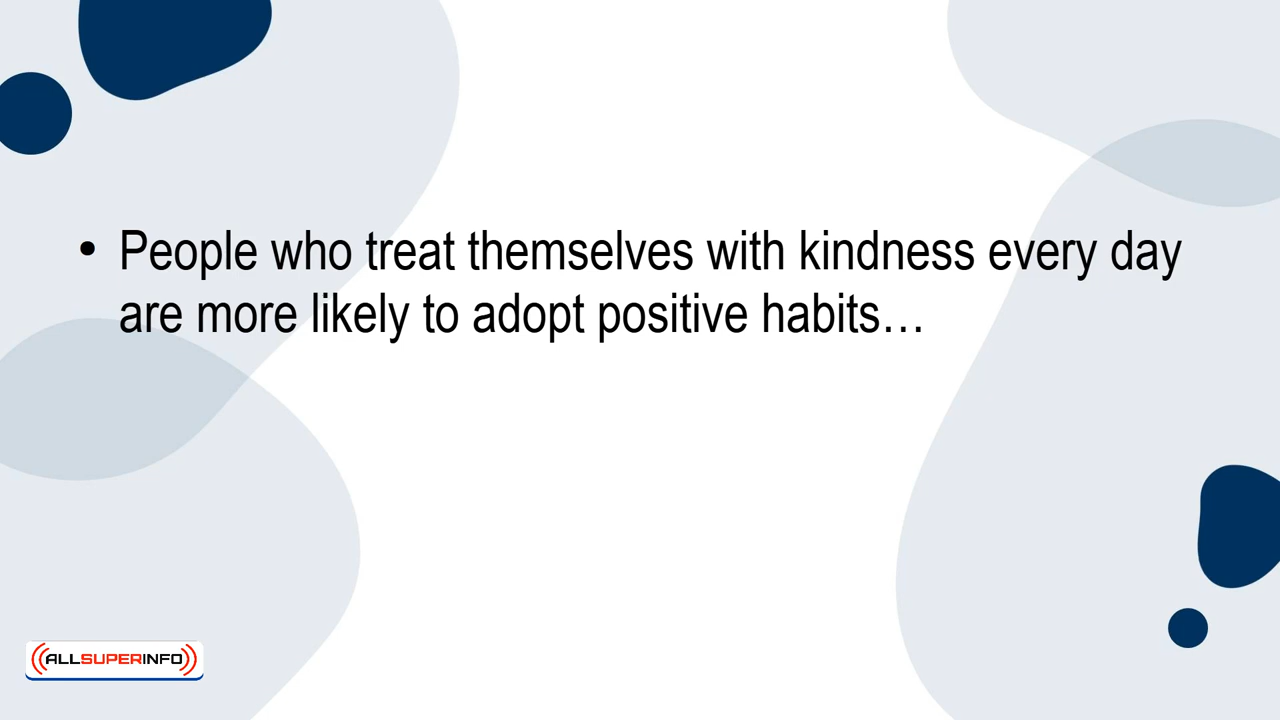 • People who treat themselves with kindness every day
are more likely to adopt positive habits…
ALLSUPERINFO